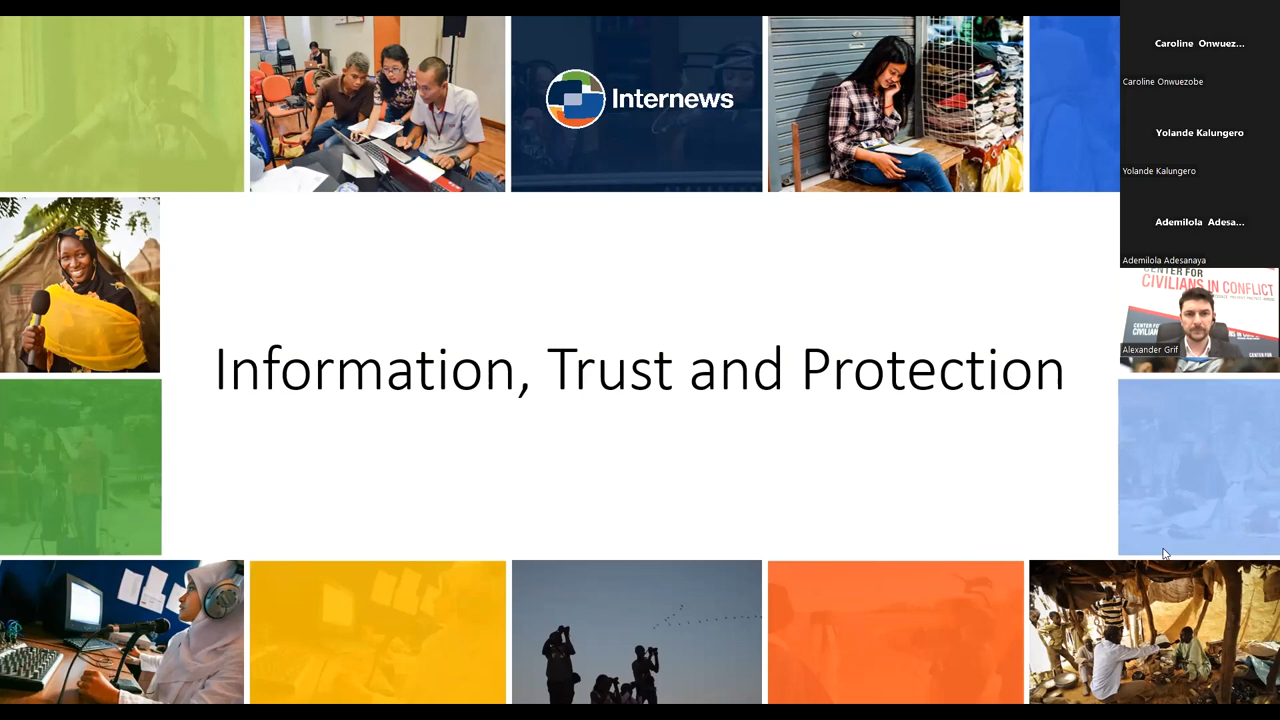 Internews
Information, Trust and Protection
Caroline Onwuez...
Caroline Onwuezobe
Yolande Kalungero
Yolande Kalungero
Ademilola Adesa...
Ademilola Adesanaya
CENTER FOR
CIVILIANS IN CONFLICT
Alexander Grif